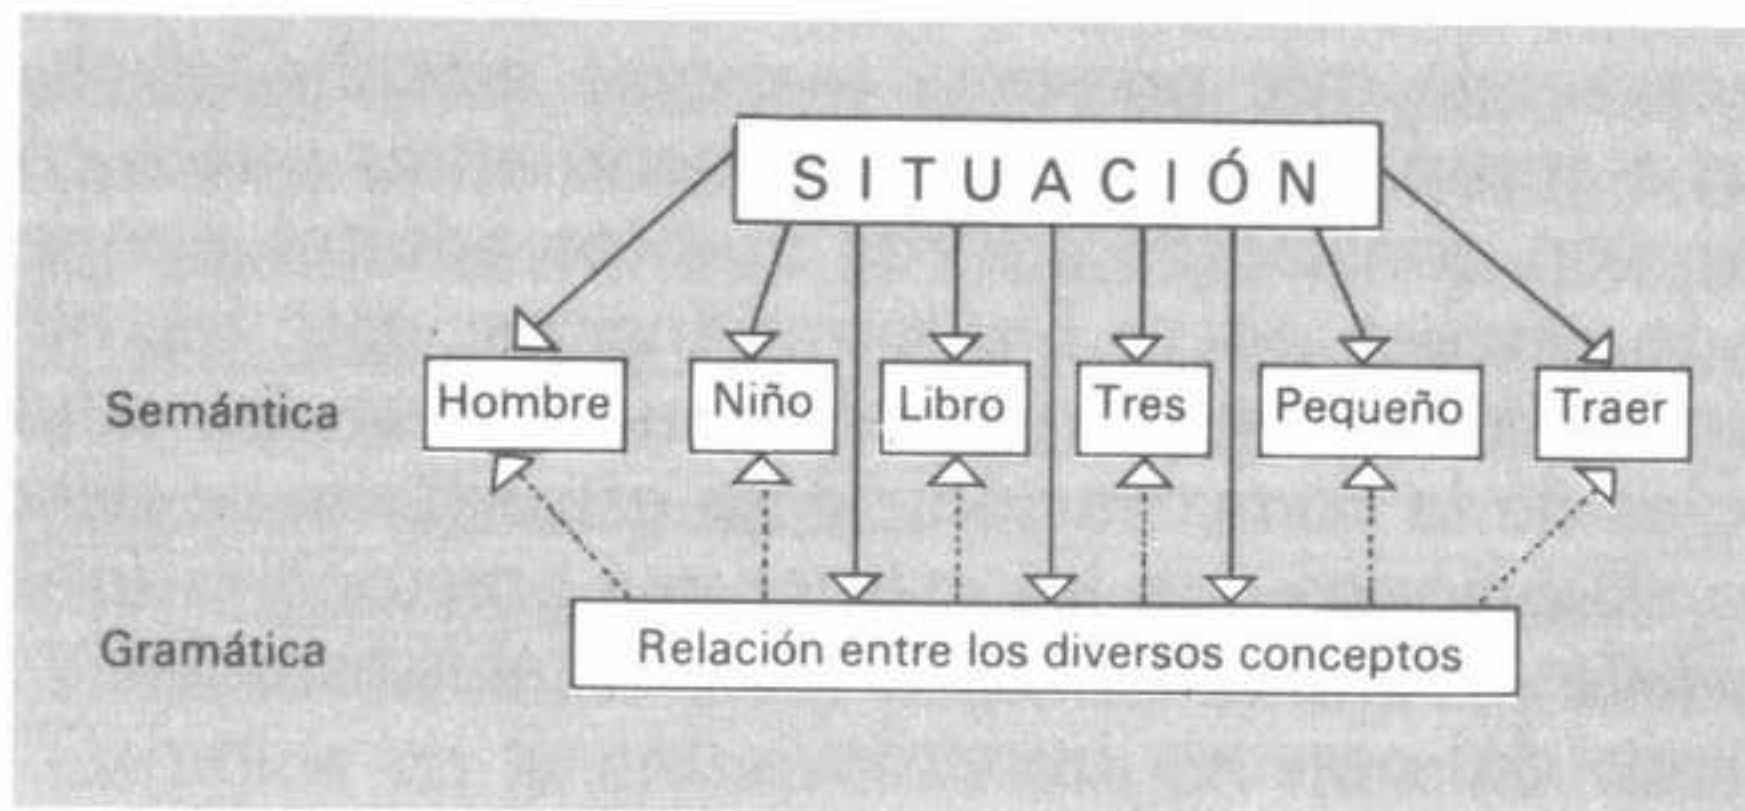 SITUACIÓN
Semántica Hombre Niño Libro Tres Pequeño Traer
Gramática Relación entre los diversos conceptos